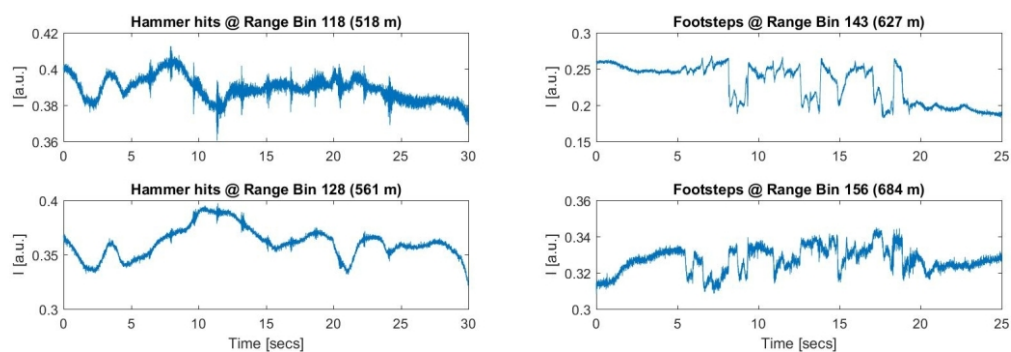 Hammer hits @ Range Bin 118 (518 m)
I [a.u.]
0.42
0.4
0.38
0.36
0 5 10 15 20 25 30
Footsteps @ Range Bin 143 (627 m)
I [a.u.]
0.3
0.25
0.2
0.15
0 5 10 15 20 25
Hammer hits @ Range Bin 128 (561 m)
I [a.u.]
0.4
0.35
0.3
0 5 10 15 20 25 30
Time [secs]
Footsteps @ Range Bin 156 (684 m)
I [a.u.]
0.36
0.34
0.32
0.3
0 5 10 15 20 25
Time [secs]